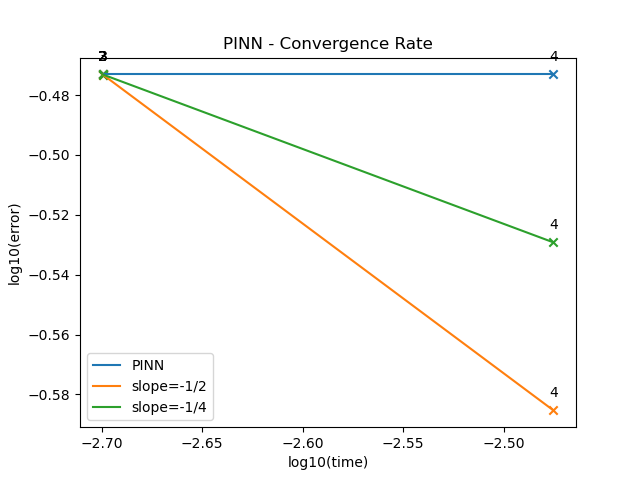 PINN - Convergence Rate
4
4
4
log10(error)
−0.48
−0.50
−0.52
−0.54
−0.56
−0.58
PINN
slope=-1/2
slope=-1/4
−2.70
−2.65
−2.60
−2.55
−2.50
log10(time)